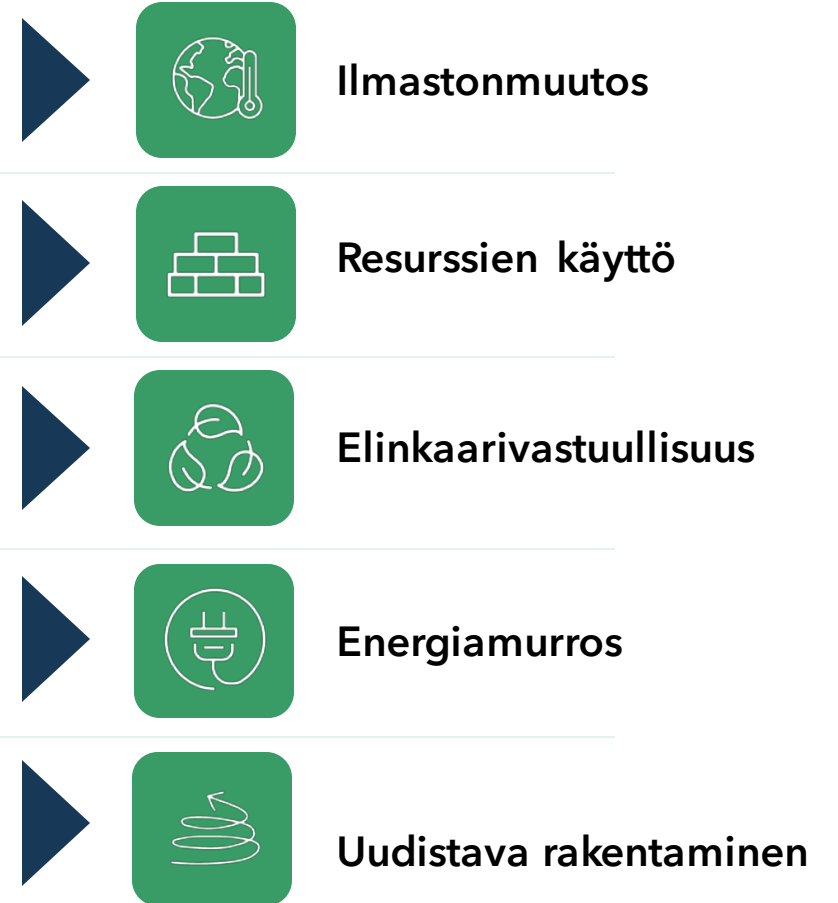 Ilmastonmuutos
Resurssien käyttö
Elinkaarivastuullisuus
Energiamurros
Uudistava rakentaminen